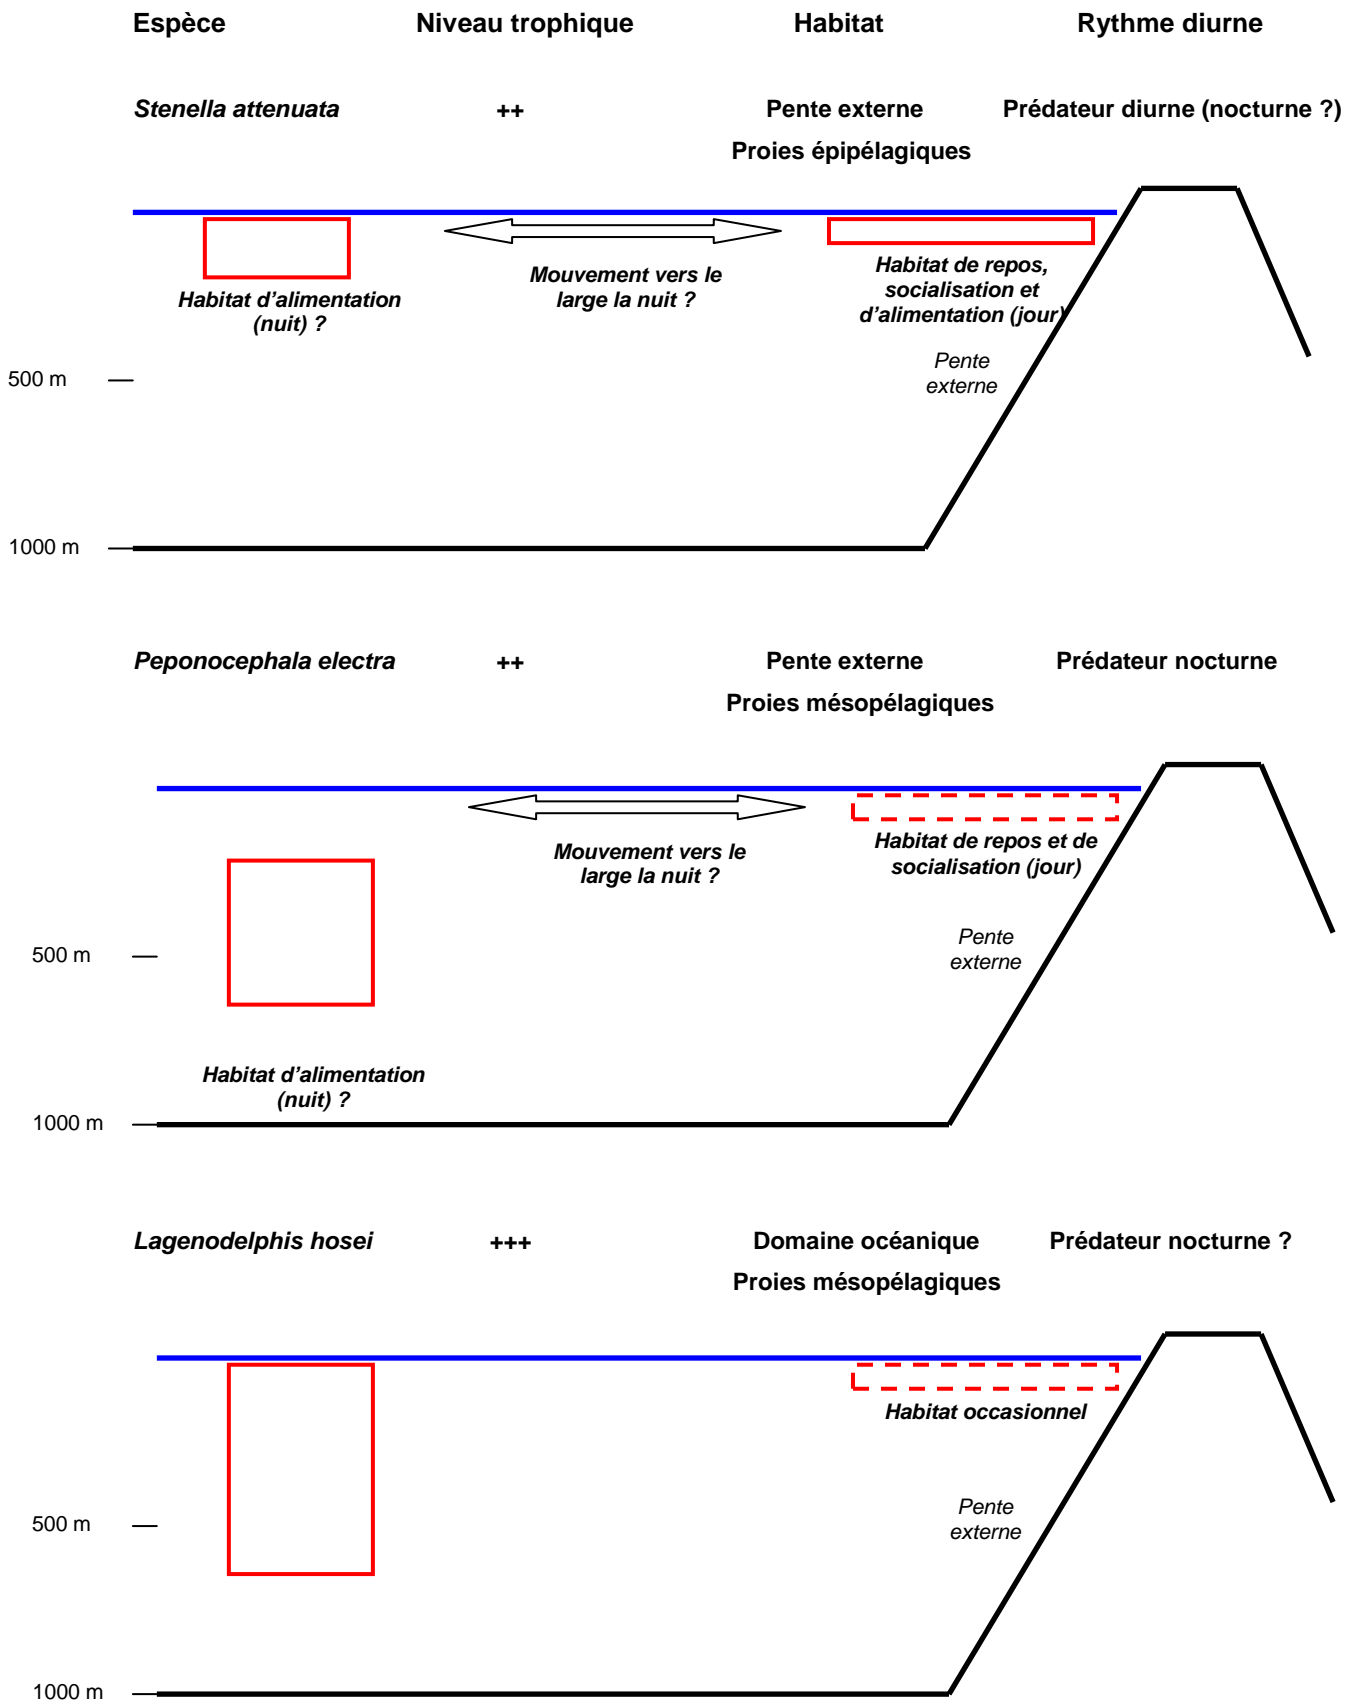 Espèce Niveau trophique Habitat Rythme diurne
Stenella attenuata ++ Pente externe Prédateur diurne (nocturne ?)
Proies épipélagiques
Mouvement vers le
large la nuit ?
Habitat de repos,
socialisation et
d'alimentation (jour)
Habitat d'alimentation
(nuit) ?
Pente
externe
500 m
1000 m
Peponocephala electra ++ Pente externe Prédateur nocturne
Proies mésopélagiques
Mouvement vers le
large la nuit ?
Habitat de repos et de
socialisation (jour)
Pente
externe
500 m
Habitat d'alimentation
(nuit) ?
1000 m
Lagenodelphis hosei +++ Domaine océanique Prédateur nocturne ?
Proies mésopélagiques
Habitat occasionnel
Pente
externe
500 m
1000 m